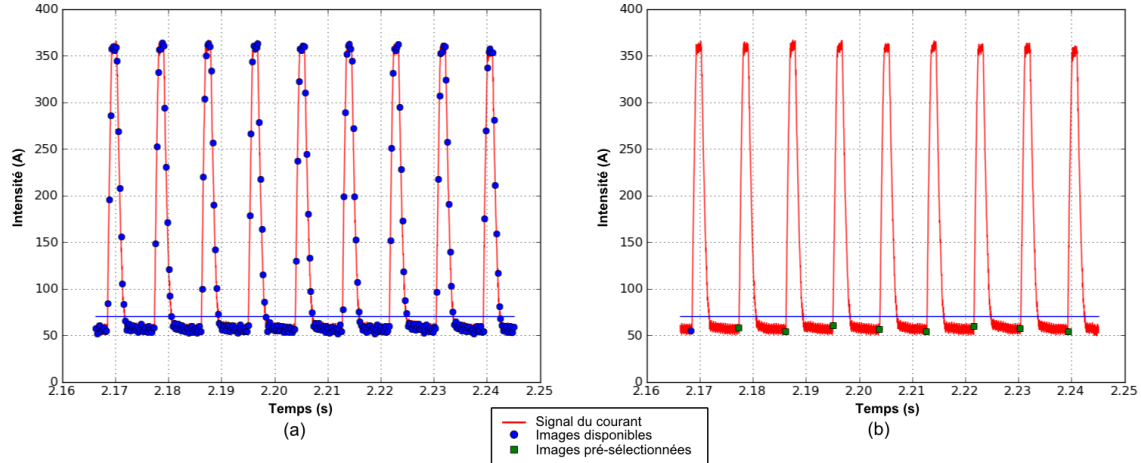 400
350
300
250
200
150
100
50
0
Intensité (A)
2.16 2.17 2.18 2.19 2.20 2.21 2.22 2.23 2.24 2.25
Temps (s)
(a)
400
350
300
250
200
150
100
50
0
Intensité (A)
2.16 2.17 2.18 2.19 2.20 2.21 2.22 2.23 2.24 2.25
Temps (s)
(b)
Signal du courant
Images disponibles
Images pré-sélectionnées